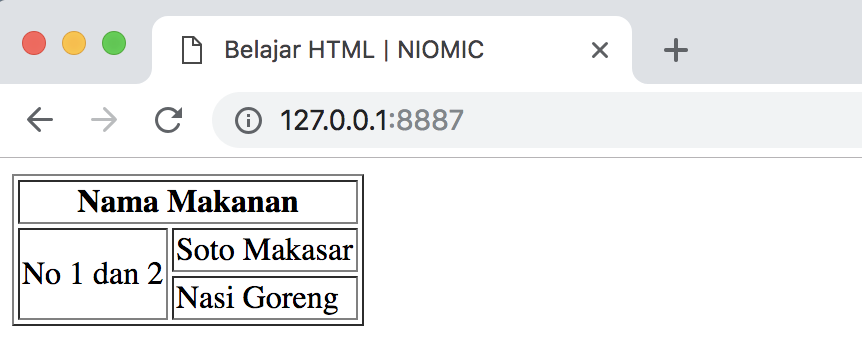 Belajar HTML | NIOMIC
127.0.0.1:8887
Nama Makanan
No 1 dan 2
Soto Makasar
Nasi Goreng